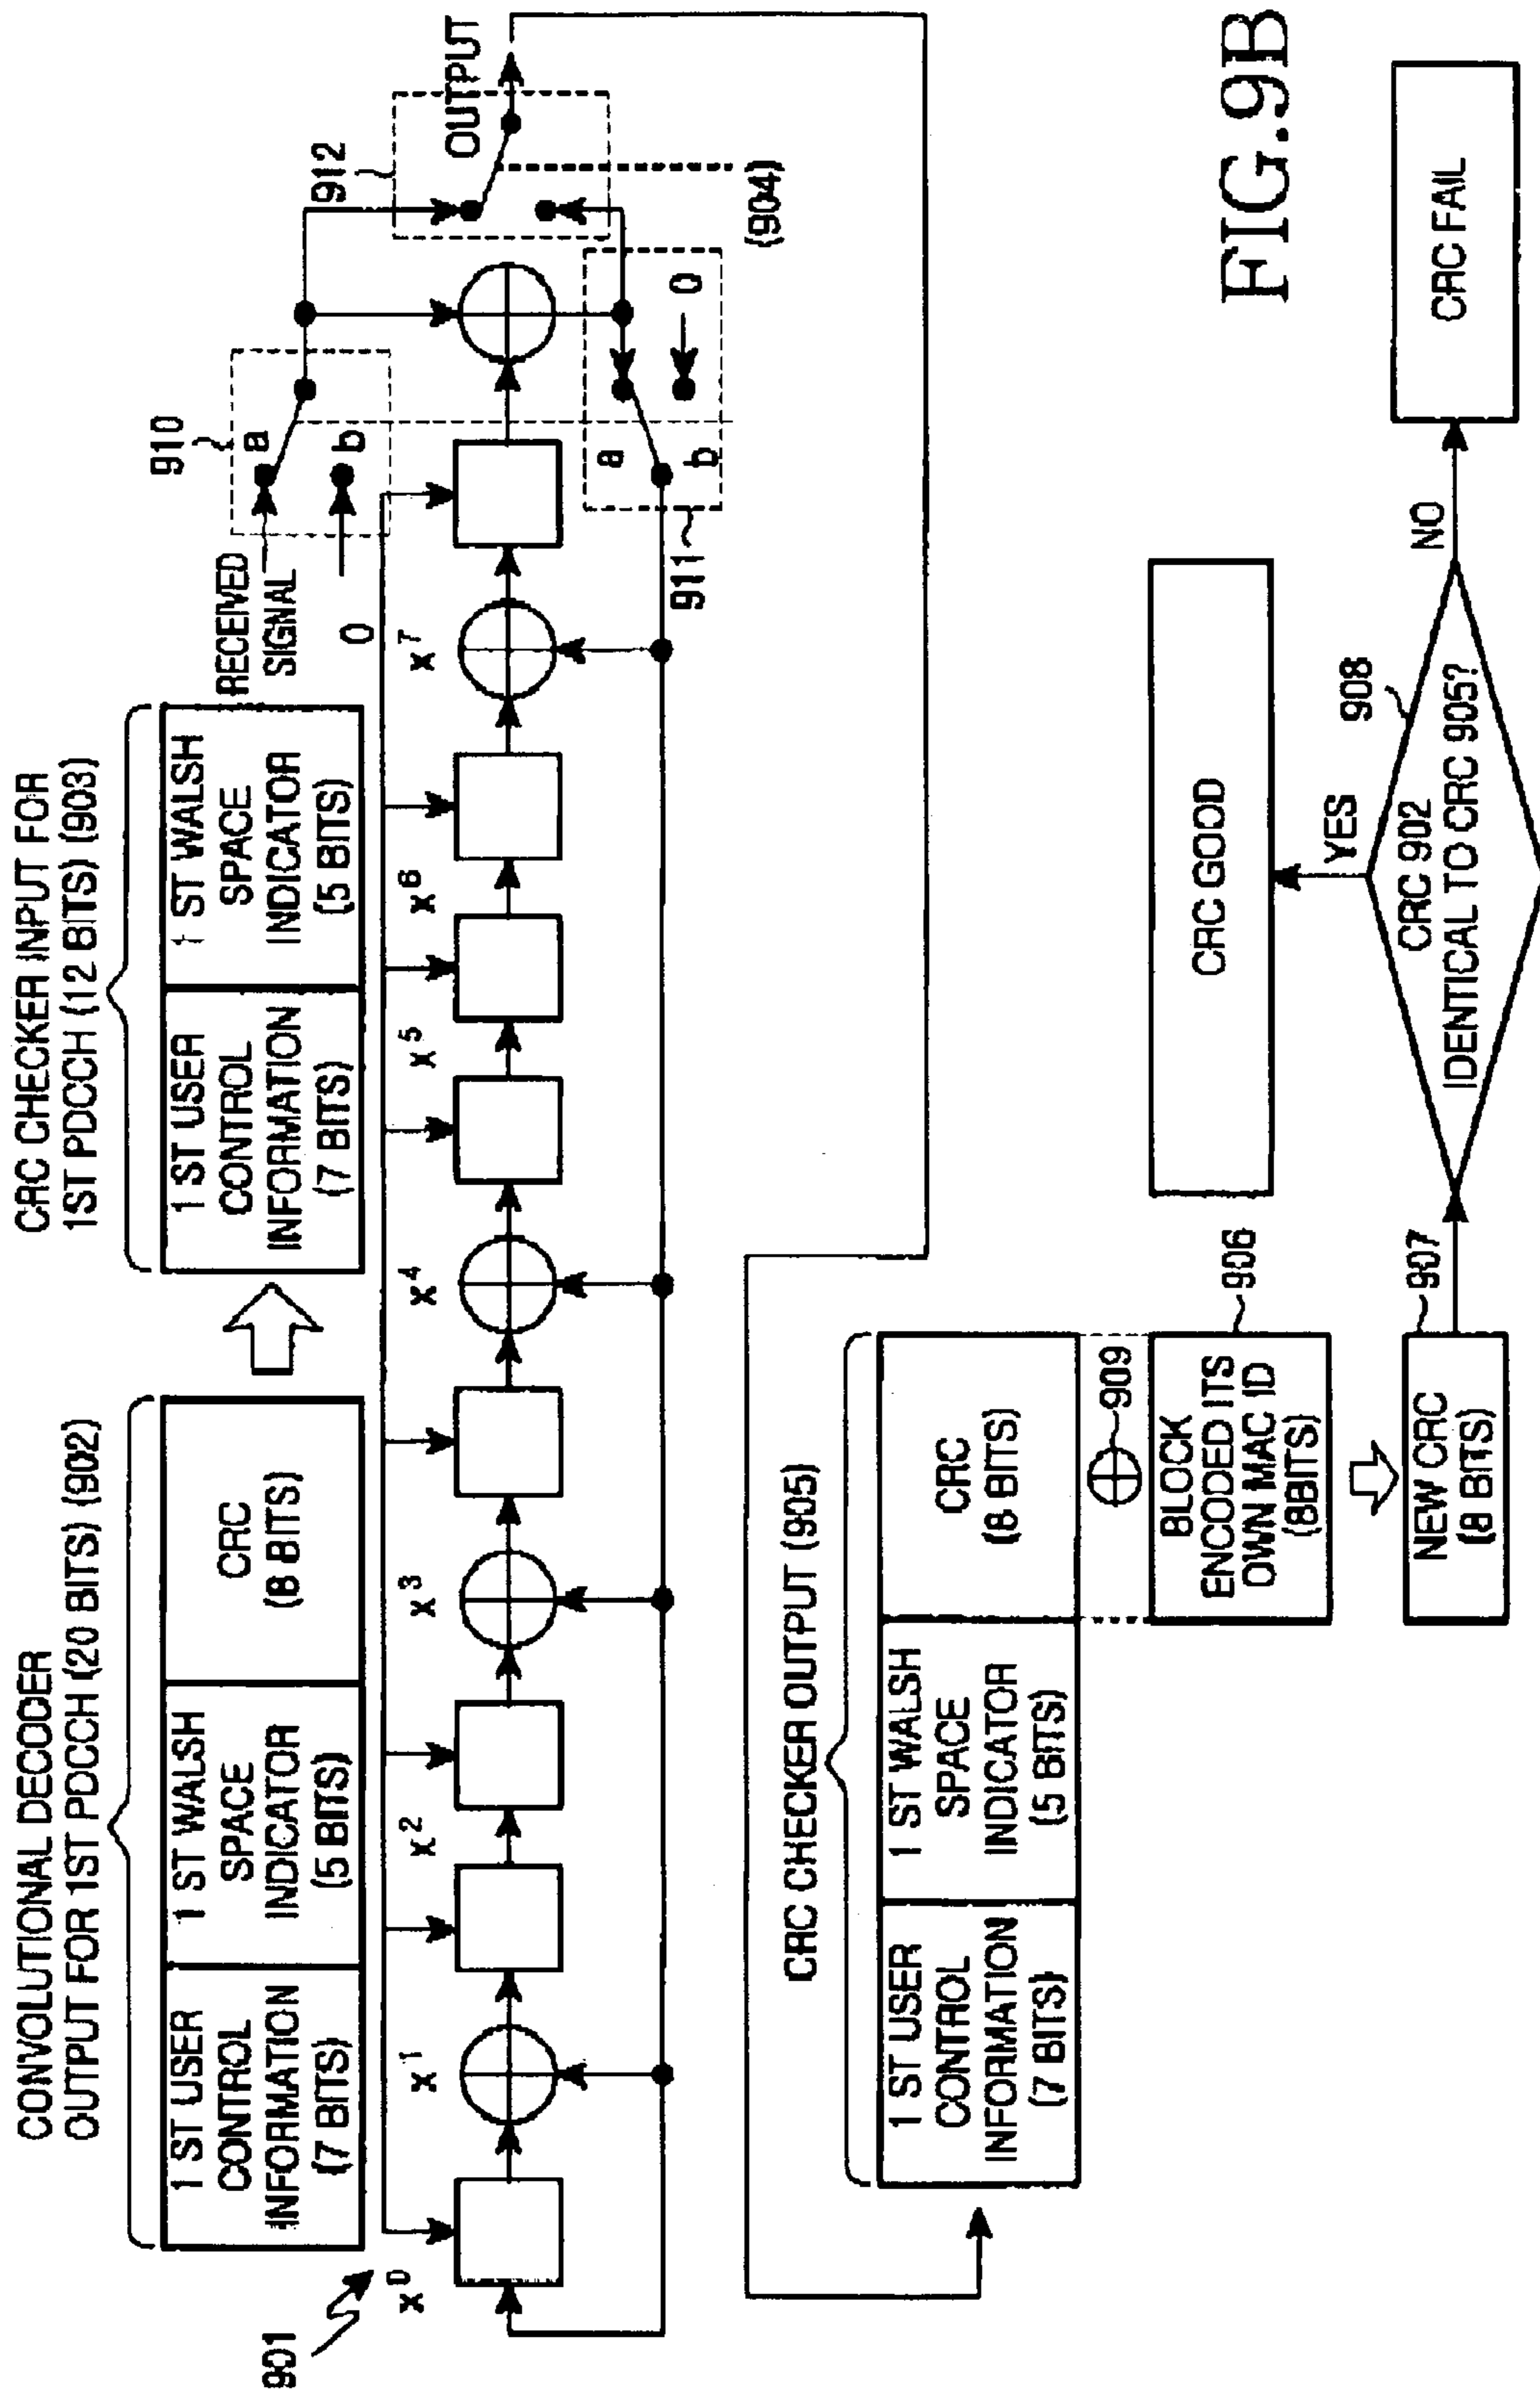 CONVOLUTIONAL DECODER
OUTPUT FOR 1ST PDCCH (20 BITS) (902)
1 ST USER
CONTROL
INFORMATION
(7 BITS)
1 ST WALSH
SPACE
INDICATOR
(5 BITS)
CRC
(8 BITS)
CRC CHECKER INPUT FOR
1ST PDCCH (12 BITS) (903)
1 ST USER
CONTROL
INFORMATION
(7 BITS)
1 ST WALSH
SPACE
INDICATOR
(5 BITS)
901
x⁰
x¹
x²
x³
x⁴
x⁵
x⁶
x⁷
0
RECEIVED
SIGNAL
910
a
b
0
912
OUTPUT
(904)
a
b
911
CRC CHECKER OUTPUT (905)
1 ST USER
CONTROL
INFORMATION
(7 BITS)
1 ST WALSH
SPACE
INDICATOR
(5 BITS)
CRC
(8 BITS)
909
BLOCK
ENCODED ITS
OWN MAC ID
(8BITS)
906
NEW CRC
(8 BITS)
907
CRC 902
IDENTICAL TO CRC 905?
908
YES
NO
CRC GOOD
CRC FAIL
FIG.9B